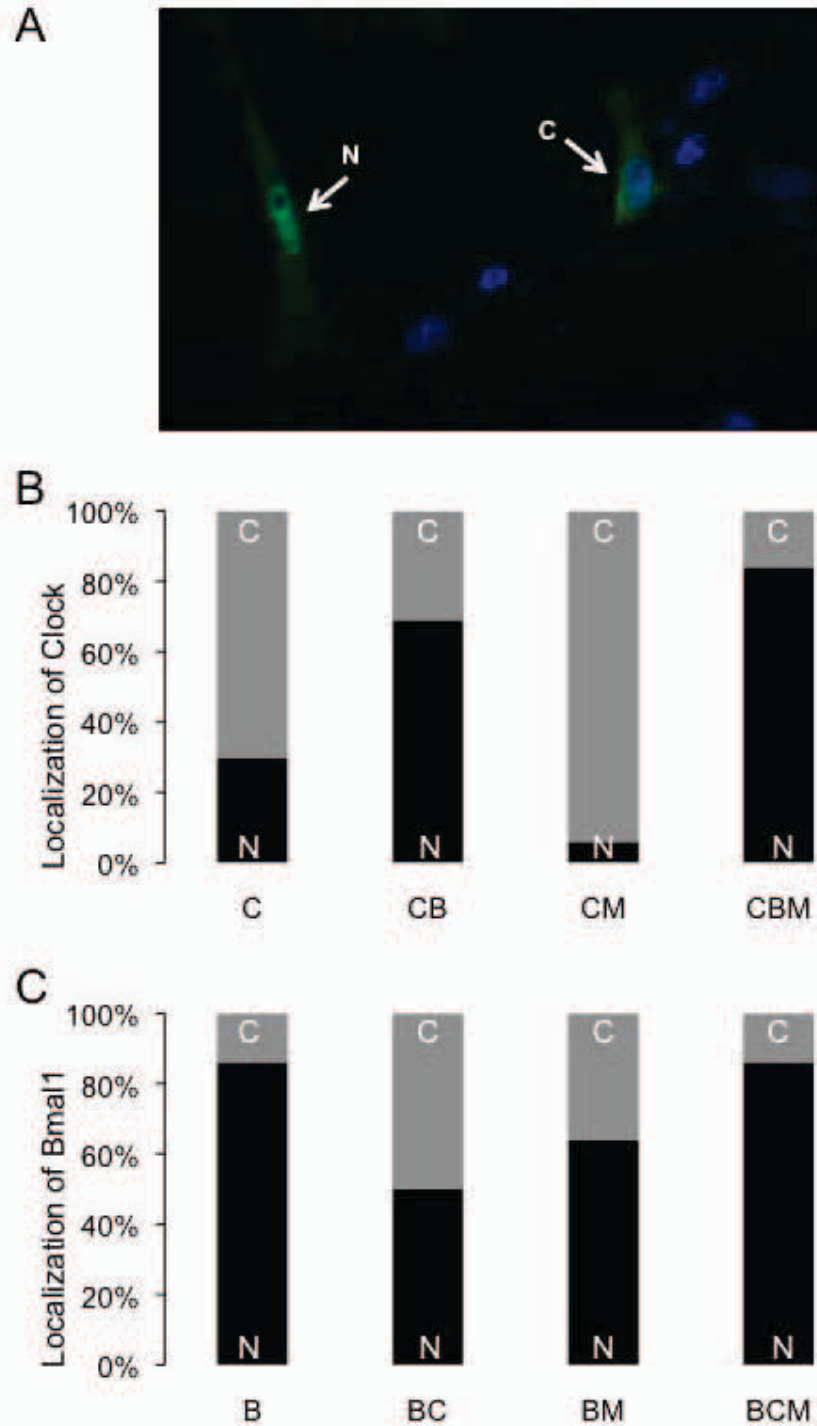 A
N
C
B
Localization of Clock
100%
80%
60%
40%
20%
0%
C C C C
N N N N
C CB CM CBM
C
Localization of Bmal1
100%
80%
60%
40%
20%
0%
C C C C
N N N N
B BC BM BCM